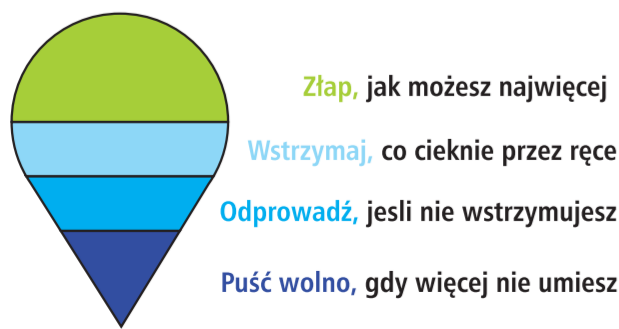 Złap, jak możesz najwięcej
Wstrzymaj, co cieknie przez ręce
Odprowadź, jesli nie wstrzymujesz
Puść wolno, gdy więcej nie umiesz